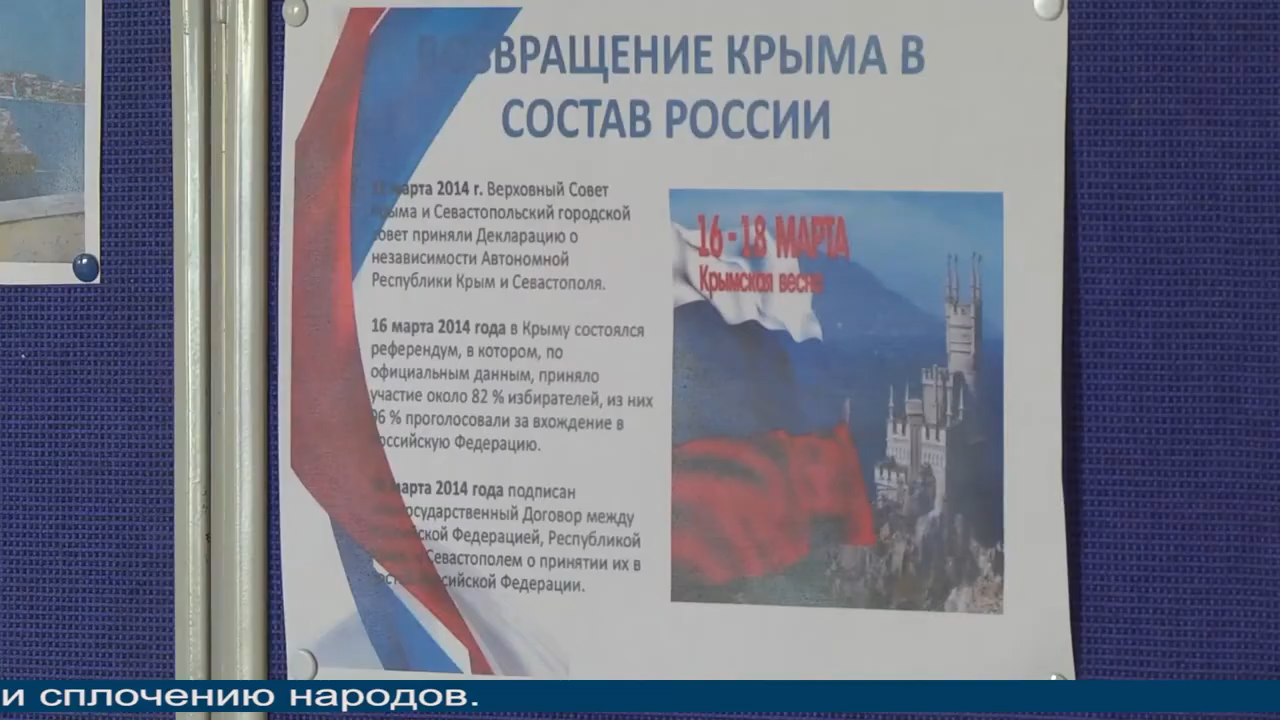 ВОЗВРАЩЕНИЕ КРЫМА В
СОСТАВ РОССИИ
марта 2014 г. Верховный Совет
Крыма и Севастопольский городской
совет приняли Декларацию о
независимости Автономной
Республики Крым и Севастополя.
16 марта 2014 года в Крыму состоялся
референдум, в котором, по
официальным данным, приняло
участие около 82 % избирателей, из них
96 % проголосовали за вхождение в
Российскую Федерацию.
марта 2014 года подписан
Договор между
Федерацией, Республикой
Севастополем о принятии их в
Российской Федерации.
16 - 18 МАРТА
Крымская весна
и сплочению народов.